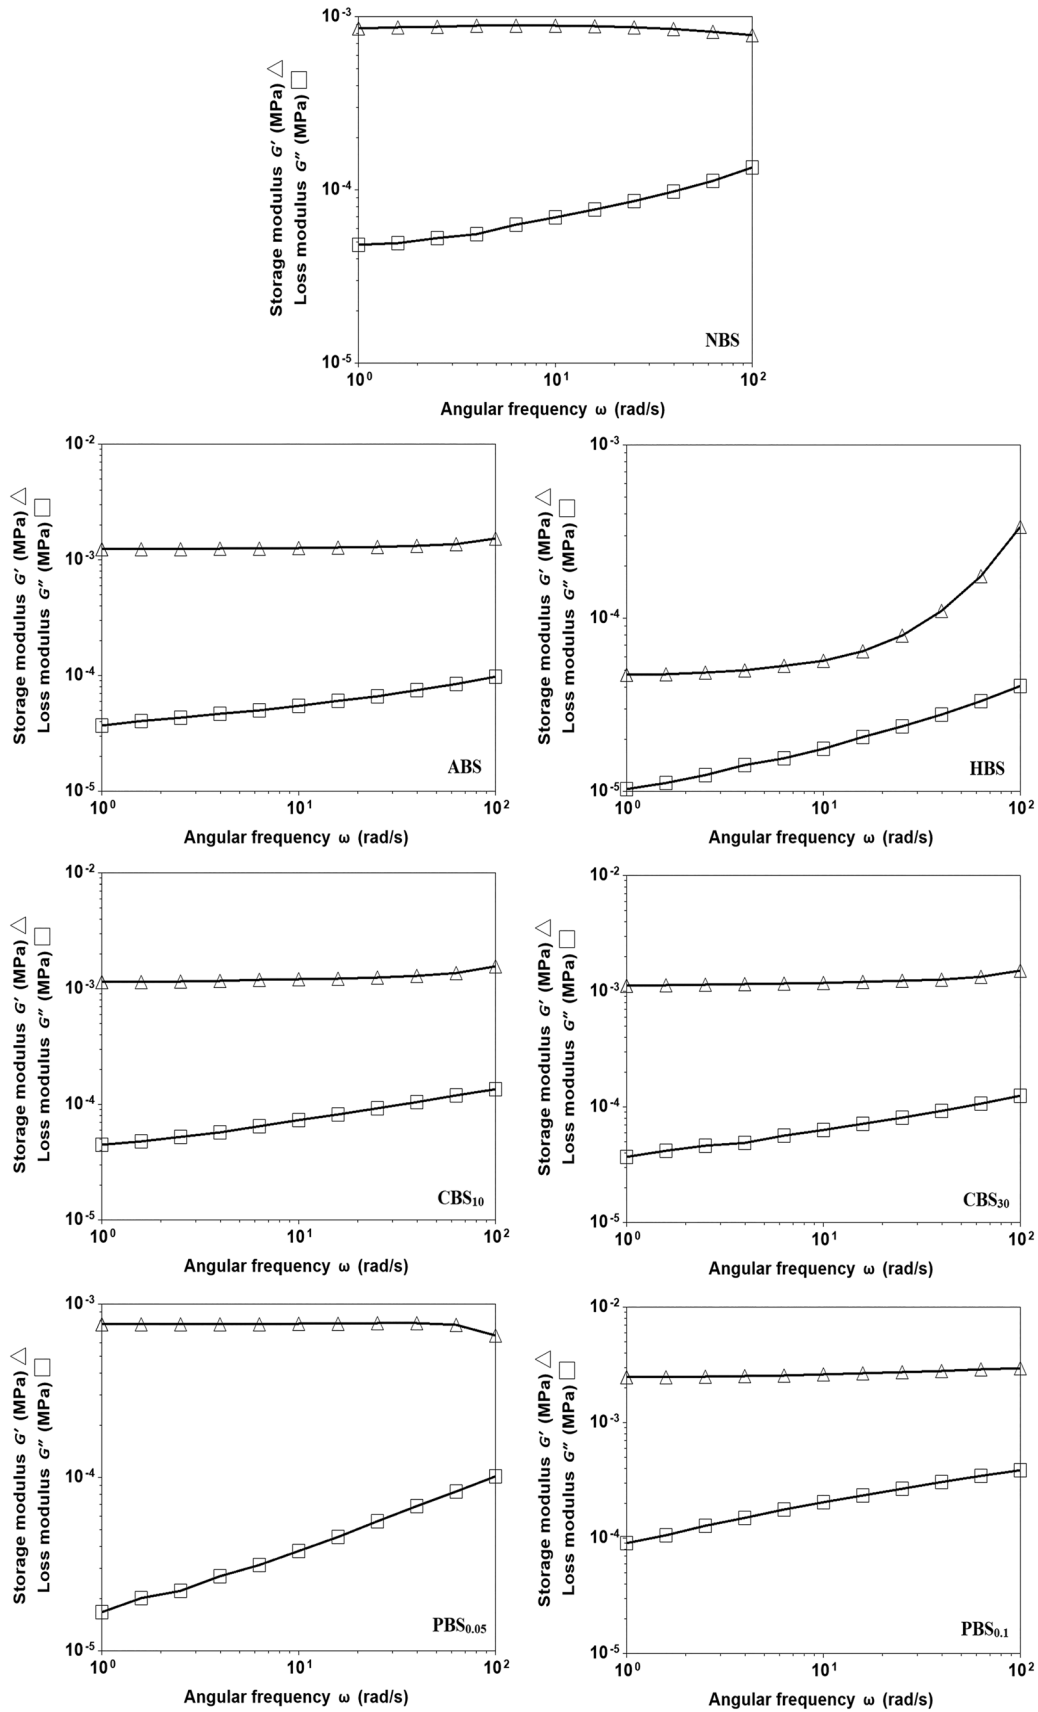 10⁻³
10⁻⁴
10⁻⁵
Storage modulus G′ (MPa) △
Loss modulus G″ (MPa) □
NBS
10⁰ 10¹ 10²
Angular frequency ω (rad/s)
10⁻²
10⁻³
10⁻⁴
10⁻⁵
Storage modulus G′ (MPa) △
Loss modulus G″ (MPa) □
ABS
10⁰ 10¹ 10²
Angular frequency ω (rad/s)
10⁻³
10⁻⁴
10⁻⁵
Storage modulus G′ (MPa) △
Loss modulus G″ (MPa) □
HBS
10⁰ 10¹ 10²
Angular frequency ω (rad/s)
10⁻²
10⁻³
10⁻⁴
10⁻⁵
Storage modulus G′ (MPa) △
Loss modulus G″ (MPa) □
CBS₁₀
10⁰ 10¹ 10²
Angular frequency ω (rad/s)
10⁻²
10⁻³
10⁻⁴
10⁻⁵
Storage modulus G′ (MPa) △
Loss modulus G″ (MPa) □
CBS₃₀
10⁰ 10¹ 10²
Angular frequency ω (rad/s)
10⁻³
10⁻⁴
10⁻⁵
Storage modulus G′ (MPa) △
Loss modulus G″ (MPa) □
PBS₀.₀₅
10⁰ 10¹ 10²
Angular frequency ω (rad/s)
10⁻²
10⁻³
10⁻⁴
10⁻⁵
Storage modulus G′ (MPa) △
Loss modulus G″ (MPa) □
PBS₀.₁
10⁰ 10¹ 10²
Angular frequency ω (rad/s)